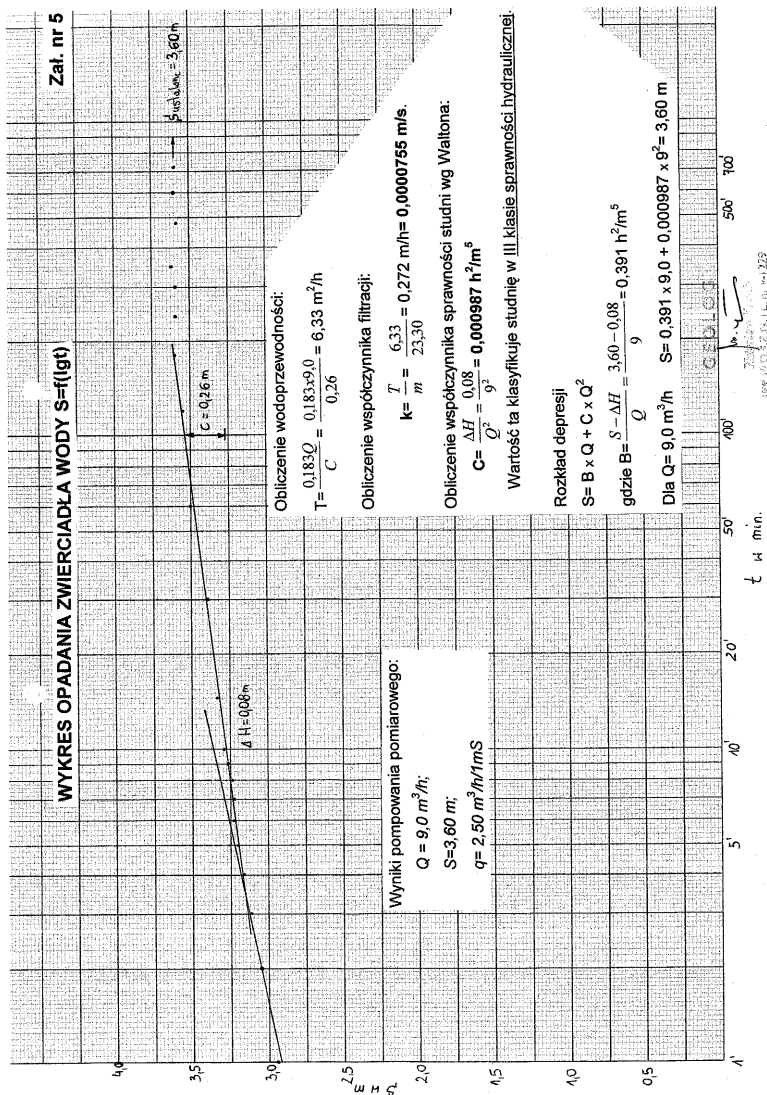 Zał. nr 5
WYKRES OPADANIA ZWIERCIADŁA WODY S=f(lgt)
S ustalone = 3,60m
C = 0,26m
Δ H=0,08m
Obliczenie wodoprzewodności:
T= 0,183Q / C = 0,183x9,0 / 0,26 = 6,33 m²/h
Obliczenie współczynnika filtracji:
k= T / m = 6,33 / 23,30 = 0,272 m/h= 0,0000755 m/s.
Obliczenie współczynnika sprawności studni wg Waltona:
C= ΔH / Q² = 0,08 / 9² = 0,000987 h²/m⁵
Wartość ta klasyfikuje studnię w III klasie sprawności hydraulicznej.
Rozkład depresji
S= B x Q + C x Q²
gdzie B= S − ΔH / Q = 3,60 − 0,08 / 9 = 0,391 h²/m⁵
Dla Q= 9,0 m³/h S= 0,391 x 9,0 + 0,000987 x 9²= 3,60 m
Wyniki pompowania pomiarowego:
Q = 9,0 m³/h;
S=3,60 m;
q= 2,50 m³/h/1mS
4,0
3,5
3,0
2,5
2,0
1,5
1,0
0,5
S w m
1' 5' 10' 20' 50' 100' 500' 700'
t w min.
GEOLOG